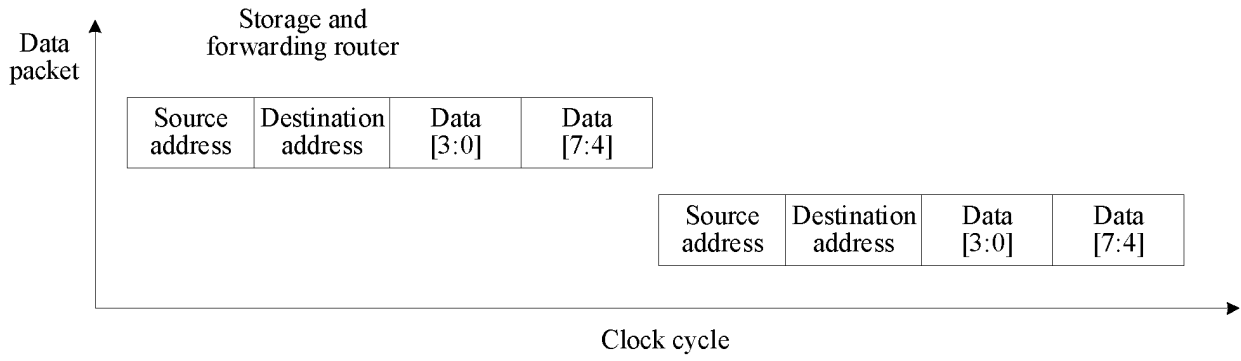 Storage and
forwarding router
Data
packet
Source
address
Destination
address
Data
[3:0]
Data
[7:4]
Source
address
Destination
address
Data
[3:0]
Data
[7:4]
Clock cycle